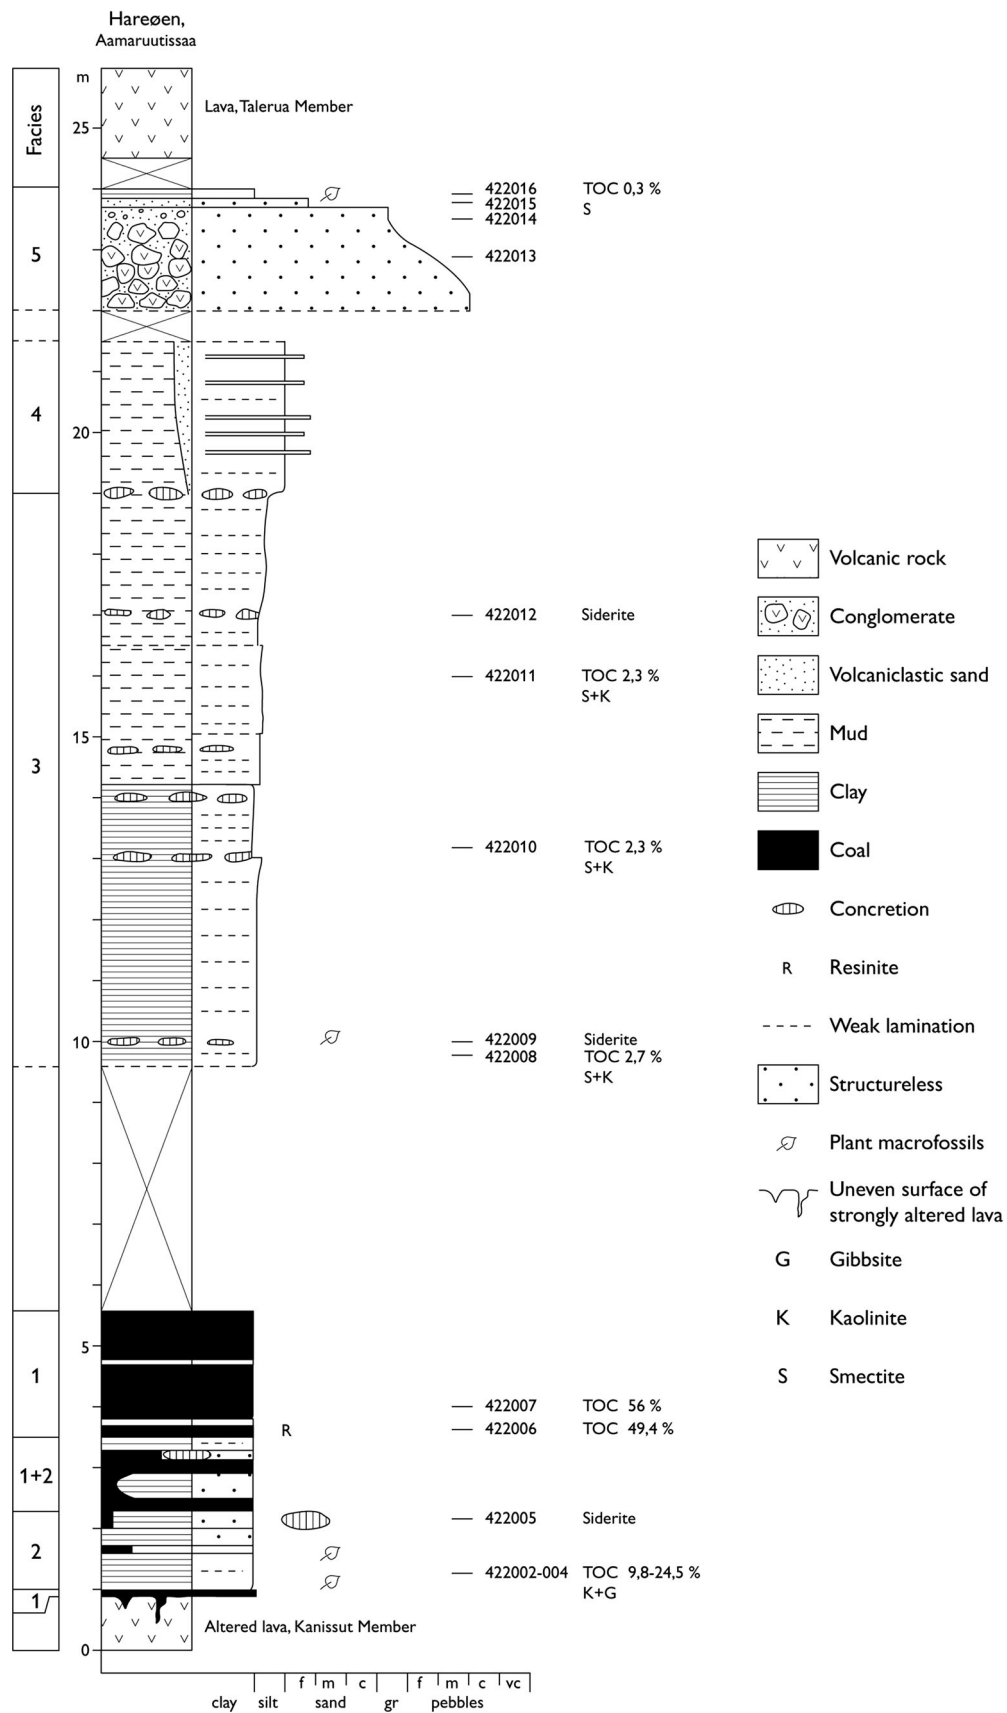 Hareøen,
Aamaruutissaa
Facies
m
Lava, Talerua Member
25
422016 TOC 0,3 %
422015 S
422014
5
422013
4
20
Volcanic rock
422012 Siderite
Conglomerate
422011 TOC 2,3 %
S+K
Volcaniclastic sand
15
Mud
3
Clay
422010 TOC 2,3 %
S+K
Coal
Concretion
R Resinite
Weak lamination
10
422009 Siderite
422008 TOC 2,7 %
S+K
Structureless
Plant macrofossils
Uneven surface of
strongly altered lava
G Gibbsite
K Kaolinite
S Smectite
5
1
422007 TOC 56 %
R
422006 TOC 49,4 %
1+2
422005 Siderite
2
422002-004 TOC 9,8-24,5 %
K+G
1
Altered lava, Kanissut Member
0
f m c f m c vc
clay silt sand gr pebbles